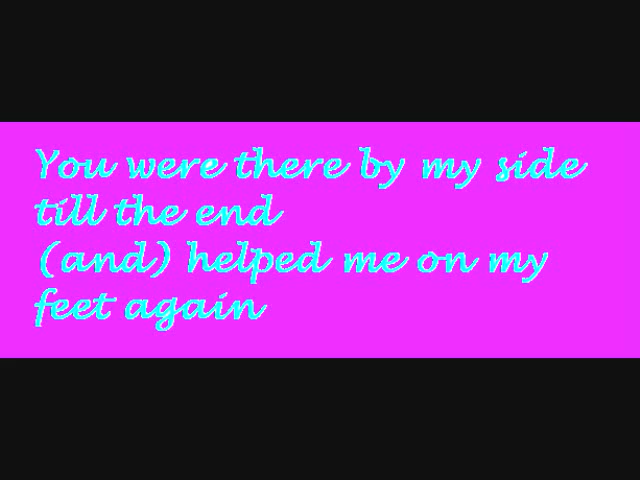 You were there by my side
till the end
(and) helped me on my
feet again